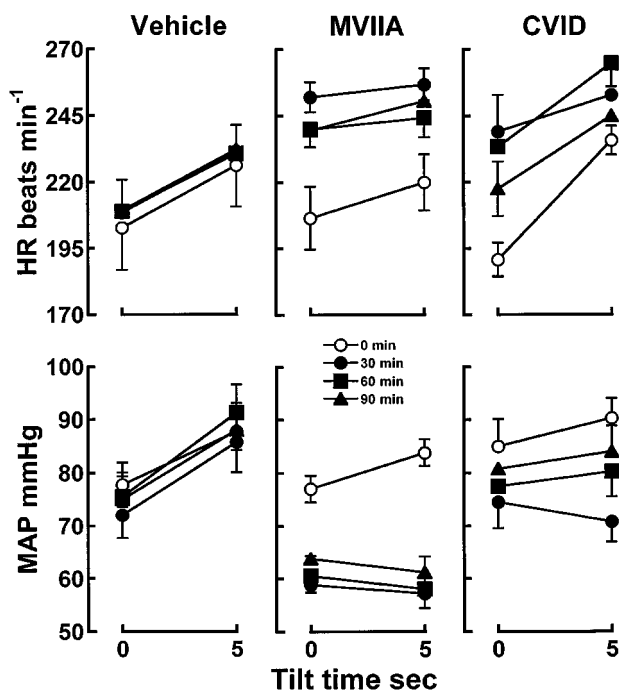 Vehicle MVIIA CVID
HR beats min⁻¹
270
245
220
195
170
MAP mmHg
100
90
80
70
60
50
0 min
30 min
60 min
90 min
0 5 0 5 0 5
Tilt time sec